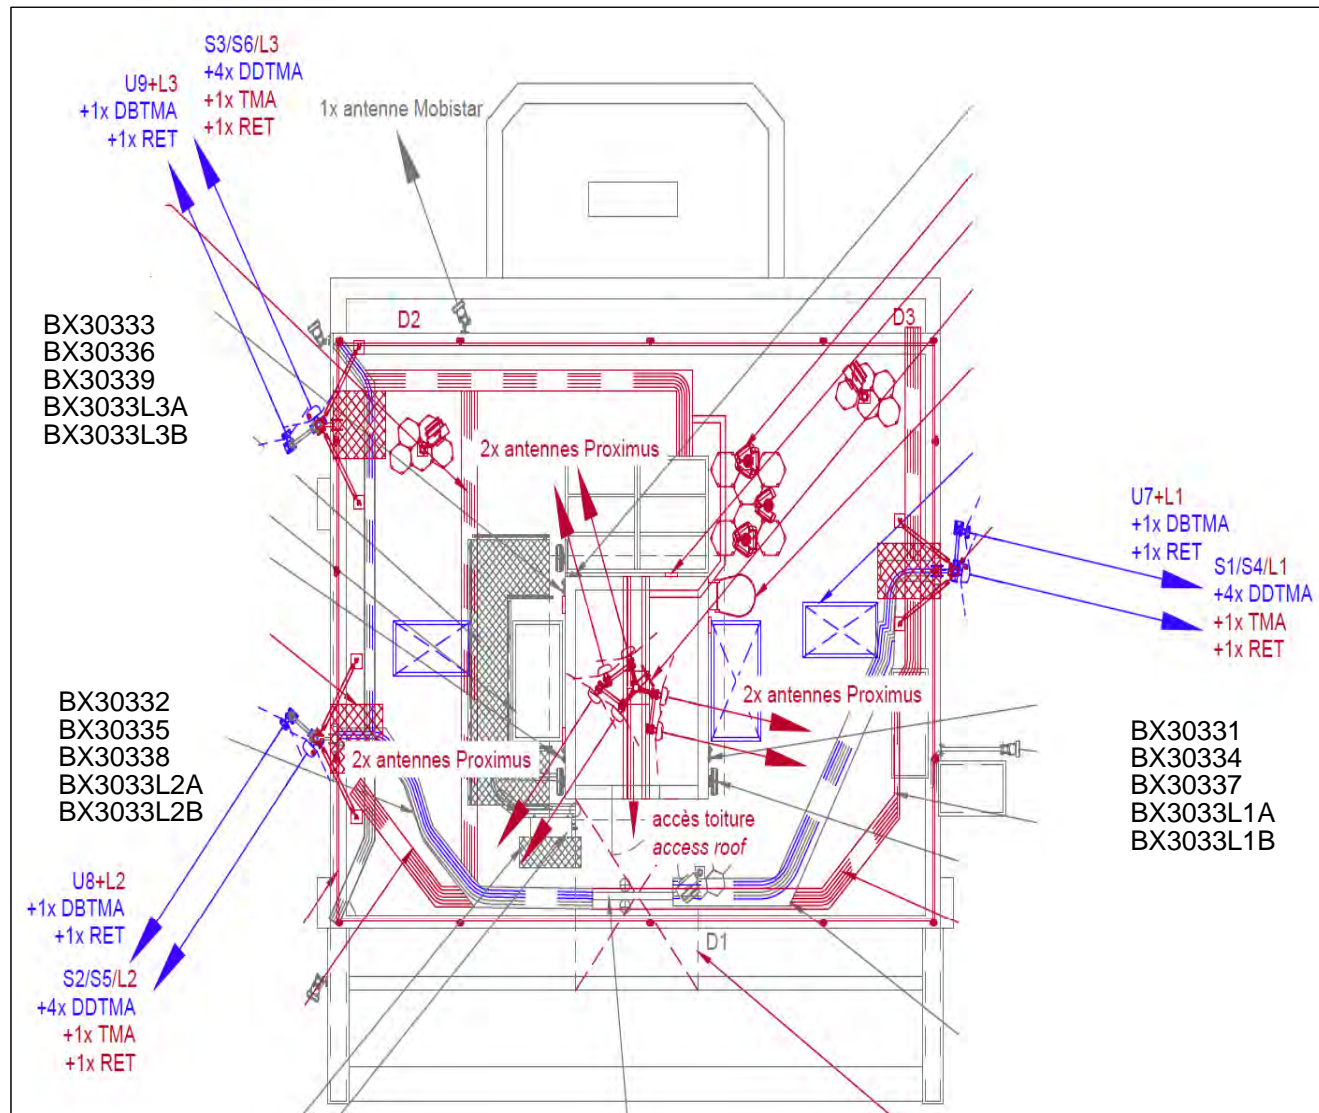 S3/S6/L3
+4x DDTMA
+1x TMA
+1x RET
U9+L3
+1x DBTMA
+1x RET
1x antenne Mobistar
D2
D3
BX30333
BX30336
BX30339
BX3033L3A
BX3033L3B
2x antennes Proximus
U7+L1
+1x DBTMA
+1x RET
S1/S4/L1
+4x DDTMA
+1x TMA
+1x RET
2x antennes Proximus
BX30332
BX30335
BX30338
BX3033L2A
BX3033L2B
2x antennes Proximus
BX30331
BX30334
BX30337
BX3033L1A
BX3033L1B
accès toiture
access roof
U8+L2
+1x DBTMA
+1x RET
D1
S2/S5/L2
+4x DDTMA
+1x TMA
+1x RET